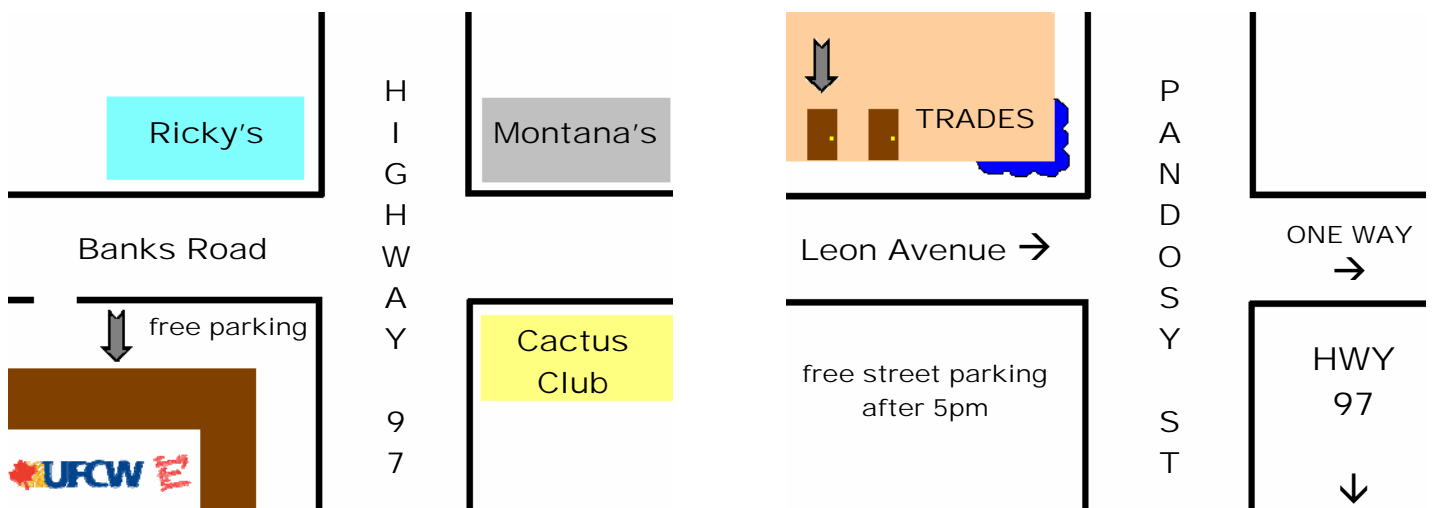 Ricky's
HIGHWAY 97
Montana's
Banks Road
free parking
Cactus
Club
UFCW E
TRADES
PANDOSY ST
Leon Avenue →
ONE WAY
→
free street parking
after 5pm
HWY
97
↓